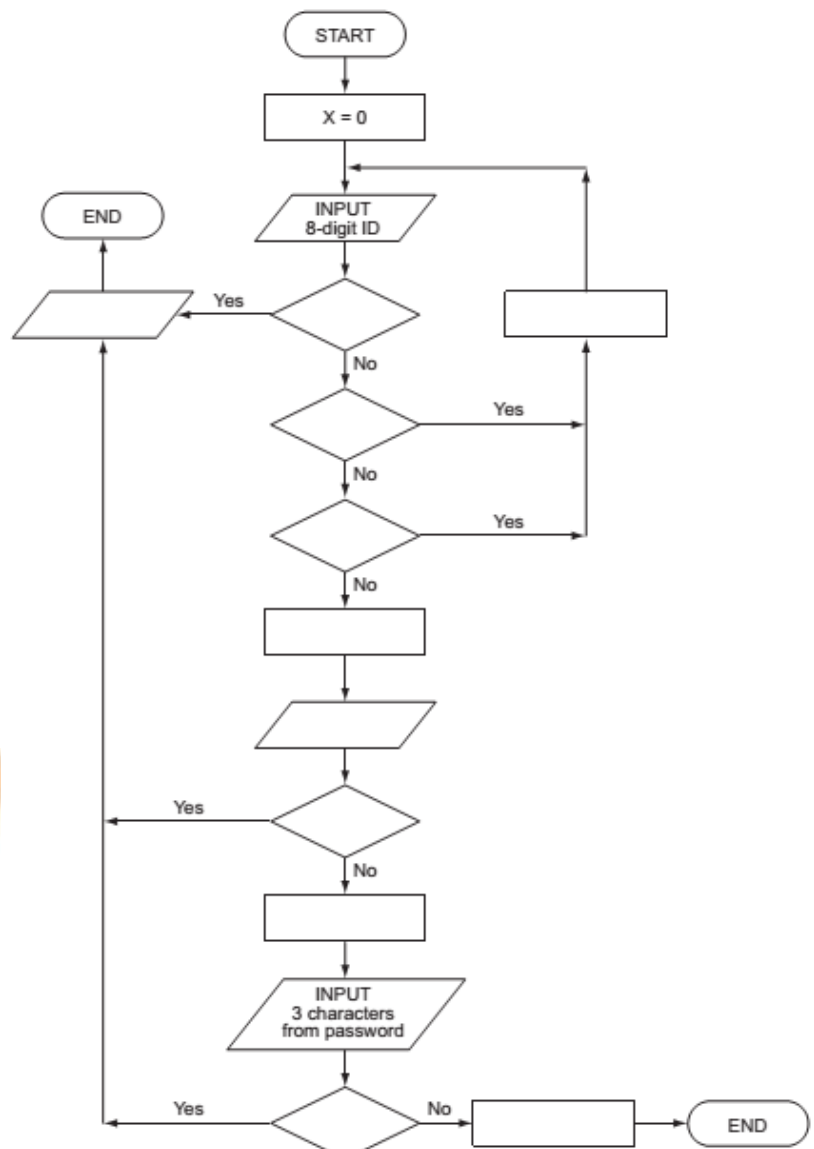 START
X = 0
END
INPUT
8-digit ID
Yes
No
Yes
No
Yes
No
Yes
No
INPUT
3 characters
from password
Yes
No
END